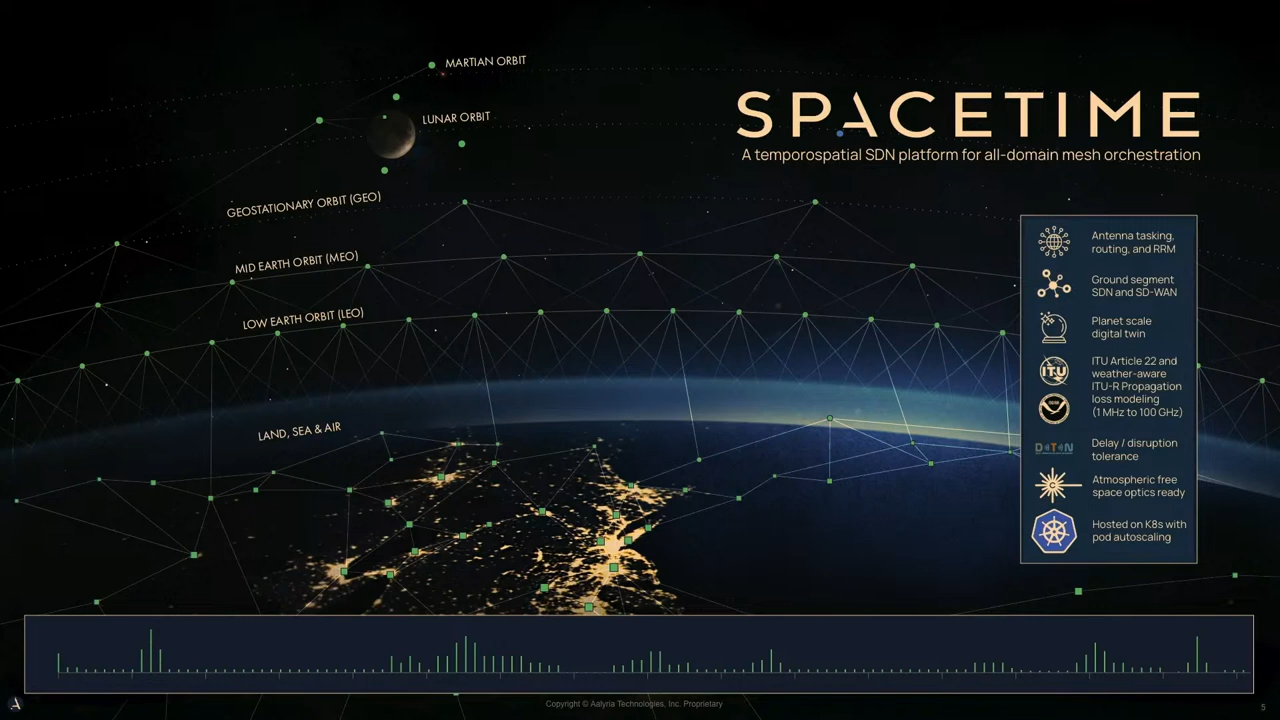 MARTIAN ORBIT
LUNAR ORBIT
SPACETIME
A temporospatial SDN platform for all-domain mesh orchestration
GEOSTATIONARY ORBIT (GEO)
MID EARTH ORBIT (MEO)
LOW EARTH ORBIT (LEO)
LAND, SEA & AIR
Antenna tasking,
routing, and RRM
Ground segment
SDN and SD-WAN
Planet scale
digital twin
ITU
ITU Article 22 and
weather-aware
ITU-R Propagation
loss modeling
(1 MHz to 100 GHz)
DTN
Delay / disruption
tolerance
Atmospheric free
space optics ready
Hosted on K8s with
pod autoscaling
Copyright © Aalyria Technologies, Inc. Proprietary
5